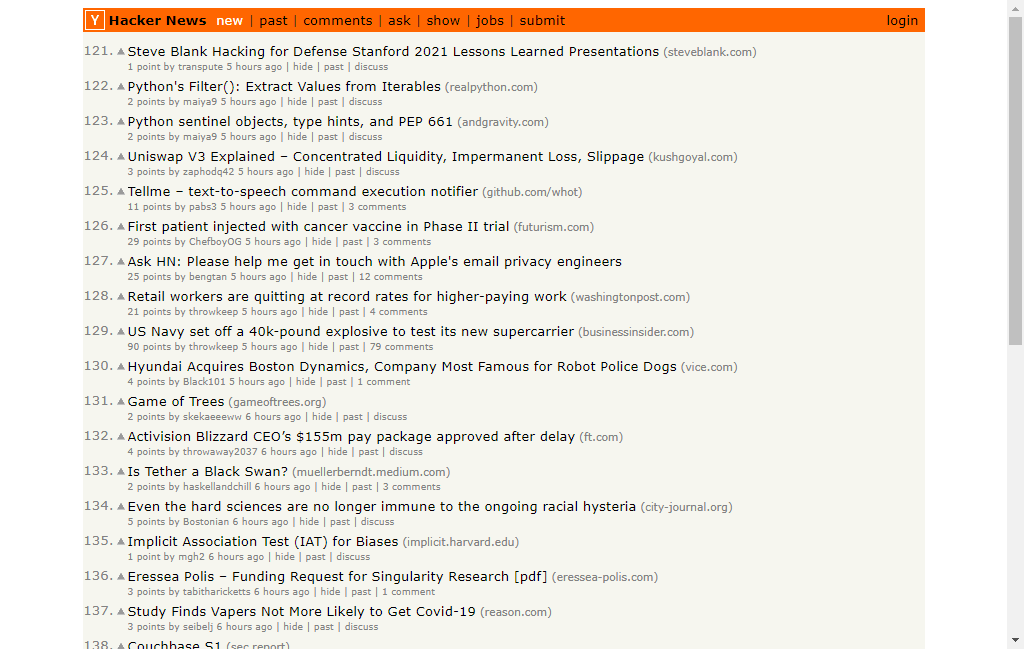 Y Hacker News new | past | comments | ask | show | jobs | submit login
121. Steve Blank Hacking for Defense Stanford 2021 Lessons Learned Presentations (steveblank.com)
1 point by transpute 5 hours ago | hide | past | discuss
122. Python's Filter(): Extract Values from Iterables (realpython.com)
2 points by maiya9 5 hours ago | hide | past | discuss
123. Python sentinel objects, type hints, and PEP 661 (andgravity.com)
2 points by maiya9 5 hours ago | hide | past | discuss
124. Uniswap V3 Explained – Concentrated Liquidity, Impermanent Loss, Slippage (kushgoyal.com)
3 points by zaphodq42 5 hours ago | hide | past | discuss
125. Tellme – text-to-speech command execution notifier (github.com/whot)
11 points by pabs3 5 hours ago | hide | past | 3 comments
126. First patient injected with cancer vaccine in Phase II trial (futurism.com)
29 points by ChefboyOG 5 hours ago | hide | past | 3 comments
127. Ask HN: Please help me get in touch with Apple's email privacy engineers
25 points by bengtan 5 hours ago | hide | past | 12 comments
128. Retail workers are quitting at record rates for higher-paying work (washingtonpost.com)
21 points by throwkeep 5 hours ago | hide | past | 4 comments
129. US Navy set off a 40k-pound explosive to test its new supercarrier (businessinsider.com)
90 points by throwkeep 5 hours ago | hide | past | 79 comments
130. Hyundai Acquires Boston Dynamics, Company Most Famous for Robot Police Dogs (vice.com)
4 points by Black101 5 hours ago | hide | past | 1 comment
131. Game of Trees (gameoftrees.org)
2 points by skekaeeeww 6 hours ago | hide | past | discuss
132. Activision Blizzard CEO’s $155m pay package approved after delay (ft.com)
4 points by throwaway2037 6 hours ago | hide | past | discuss
133. Is Tether a Black Swan? (muellerberndt.medium.com)
2 points by haskellandchill 6 hours ago | hide | past | 3 comments
134. Even the hard sciences are no longer immune to the ongoing racial hysteria (city-journal.org)
5 points by Bostonian 6 hours ago | hide | past | discuss
135. Implicit Association Test (IAT) for Biases (implicit.harvard.edu)
1 point by mgh2 6 hours ago | hide | past | discuss
136. Eressea Polis – Funding Request for Singularity Research [pdf] (eressea-polis.com)
3 points by tabitharicketts 6 hours ago | hide | past | 1 comment
137. Study Finds Vapers Not More Likely to Get Covid-19 (reason.com)
3 points by seibelj 6 hours ago | hide | past | discuss
138. Couchbase S1 (sec.report)